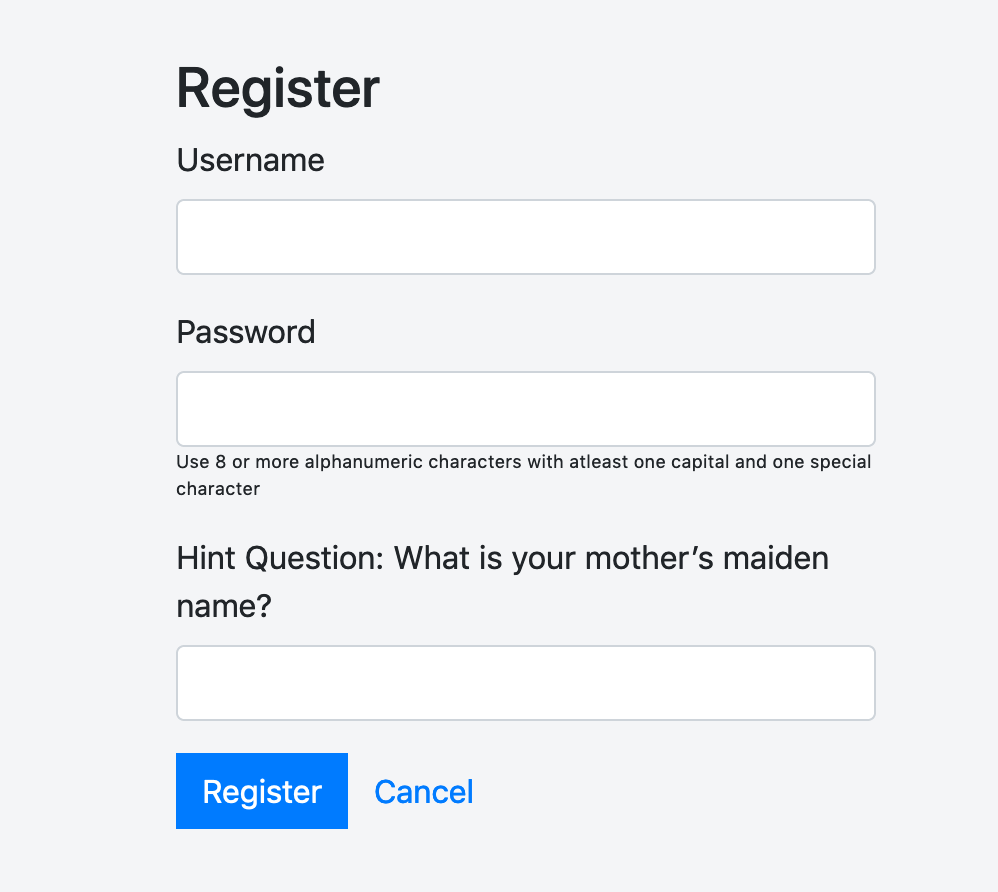 Register
Username
Password
Use 8 or more alphanumeric characters with atleast one capital and one special
character
Hint Question: What is your mother’s maiden
name?
Register Cancel